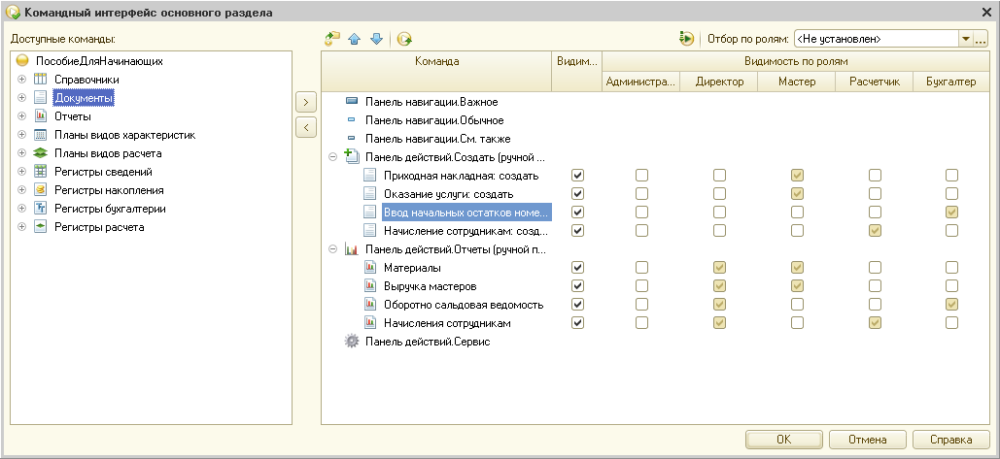 Командный интерфейс основного раздела
Доступные команды:
ПособиеДляНачинающих
Справочники
Документы
Отчеты
Планы видов характеристик
Планы видов расчета
Регистры сведений
Регистры накопления
Регистры бухгалтерии
Регистры расчета
Отбор по ролям: <Не установлен>
Команда Видим... Видимость по ролям
Администра... Директор Мастер Расчетчик Бухгалтер
Панель навигации.Важное
Панель навигации.Обычное
Панель навигации.См. также
Панель действий.Создать (ручной ...
Приходная накладная: создать
Оказание услуги: создать
Ввод начальных остатков номе...
Начисление сотрудникам: созд...
Панель действий.Отчеты (ручной п...
Материалы
Выручка мастеров
Оборотно сальдовая ведомость
Начисления сотрудникам
Панель действий.Сервис
OK Отмена Справка